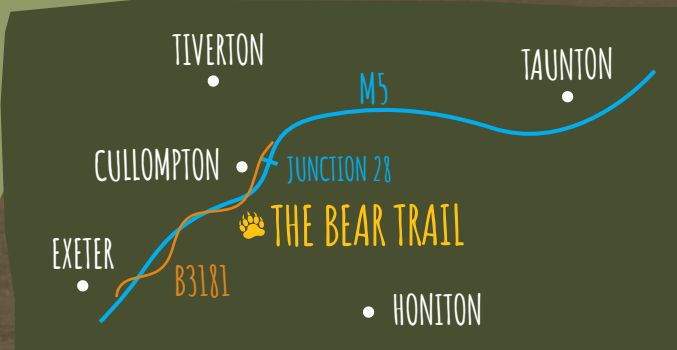 TIVERTON
TAUNTON
M5
CULLOMPTON
JUNCTION 28
THE BEAR TRAIL
EXETER
B3181
HONITON